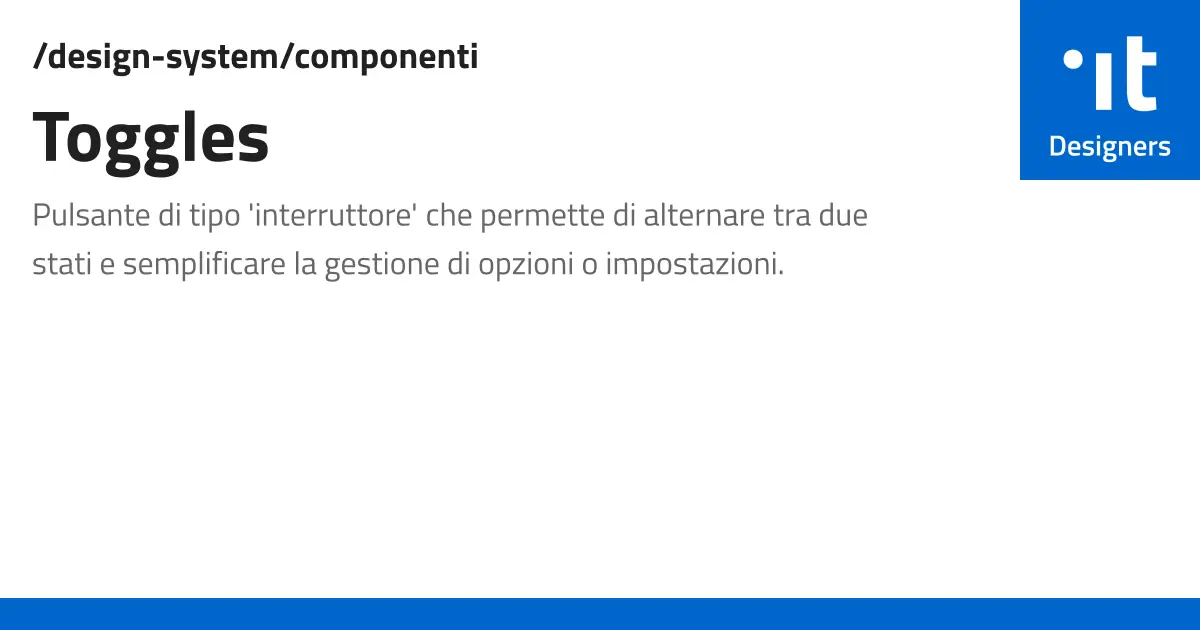 /design-system/componenti
Toggles
Pulsante di tipo 'interruttore' che permette di alternare tra due
stati e semplificare la gestione di opzioni o impostazioni.
it
Designers